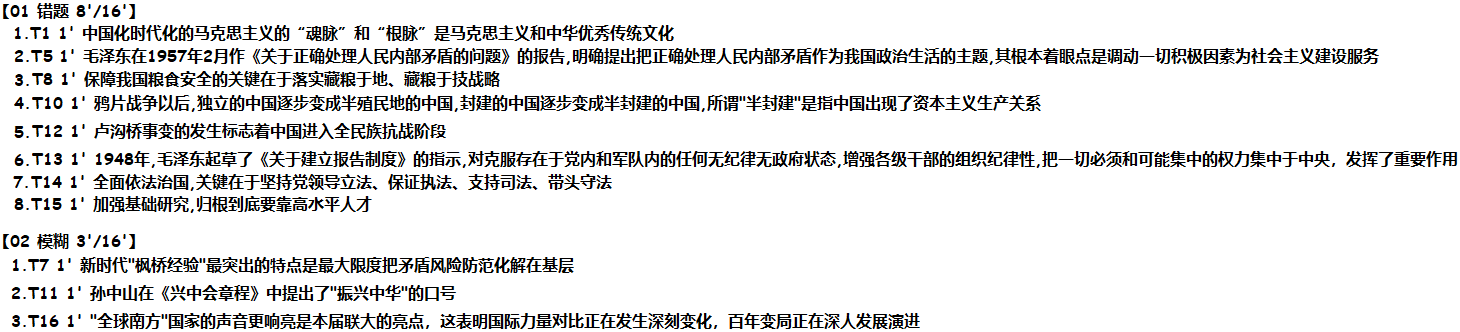 【01 错题 8'/16'】
1.T1 1' 中国化时代化的马克思主义的“魂脉”和“根脉”是马克思主义和中华优秀传统文化
2.T5 1' 毛泽东在1957年2月作《关于正确处理人民内部矛盾的问题》的报告,明确提出把正确处理人民内部矛盾作为我国政治生活的主题,其根本着眼点是调动一切积极因素为社会主义建设服务
3.T8 1' 保障我国粮食安全的关键在于落实藏粮于地、藏粮于技战略
4.T10 1' 鸦片战争以后,独立的中国逐步变成半殖民地的中国,封建的中国逐步变成半封建的中国,所谓"半封建"是指中国出现了资本主义生产关系
5.T12 1' 卢沟桥事变的发生标志着中国进入全民族抗战阶段
6.T13 1' 1948年,毛泽东起草了《关于建立报告制度》的指示,对克服存在于党内和军队内的任何无纪律无政府状态,增强各级干部的组织纪律性,把一切必须和可能集中的权力集中于中央，发挥了重要作用
7.T14 1' 全面依法治国,关键在于坚持党领导立法、保证执法、支持司法、带头守法
8.T15 1' 加强基础研究,归根到底要靠高水平人才
【02 模糊 3'/16'】
1.T7 1' 新时代"枫桥经验"最突出的特点是最大限度把矛盾风险防范化解在基层
2.T11 1' 孙中山在《兴中会章程》中提出了"振兴中华"的口号
3.T16 1' "全球南方"国家的声音更响亮是本届联大的亮点，这表明国际力量对比正在发生深刻变化，百年变局正在深人发展演进